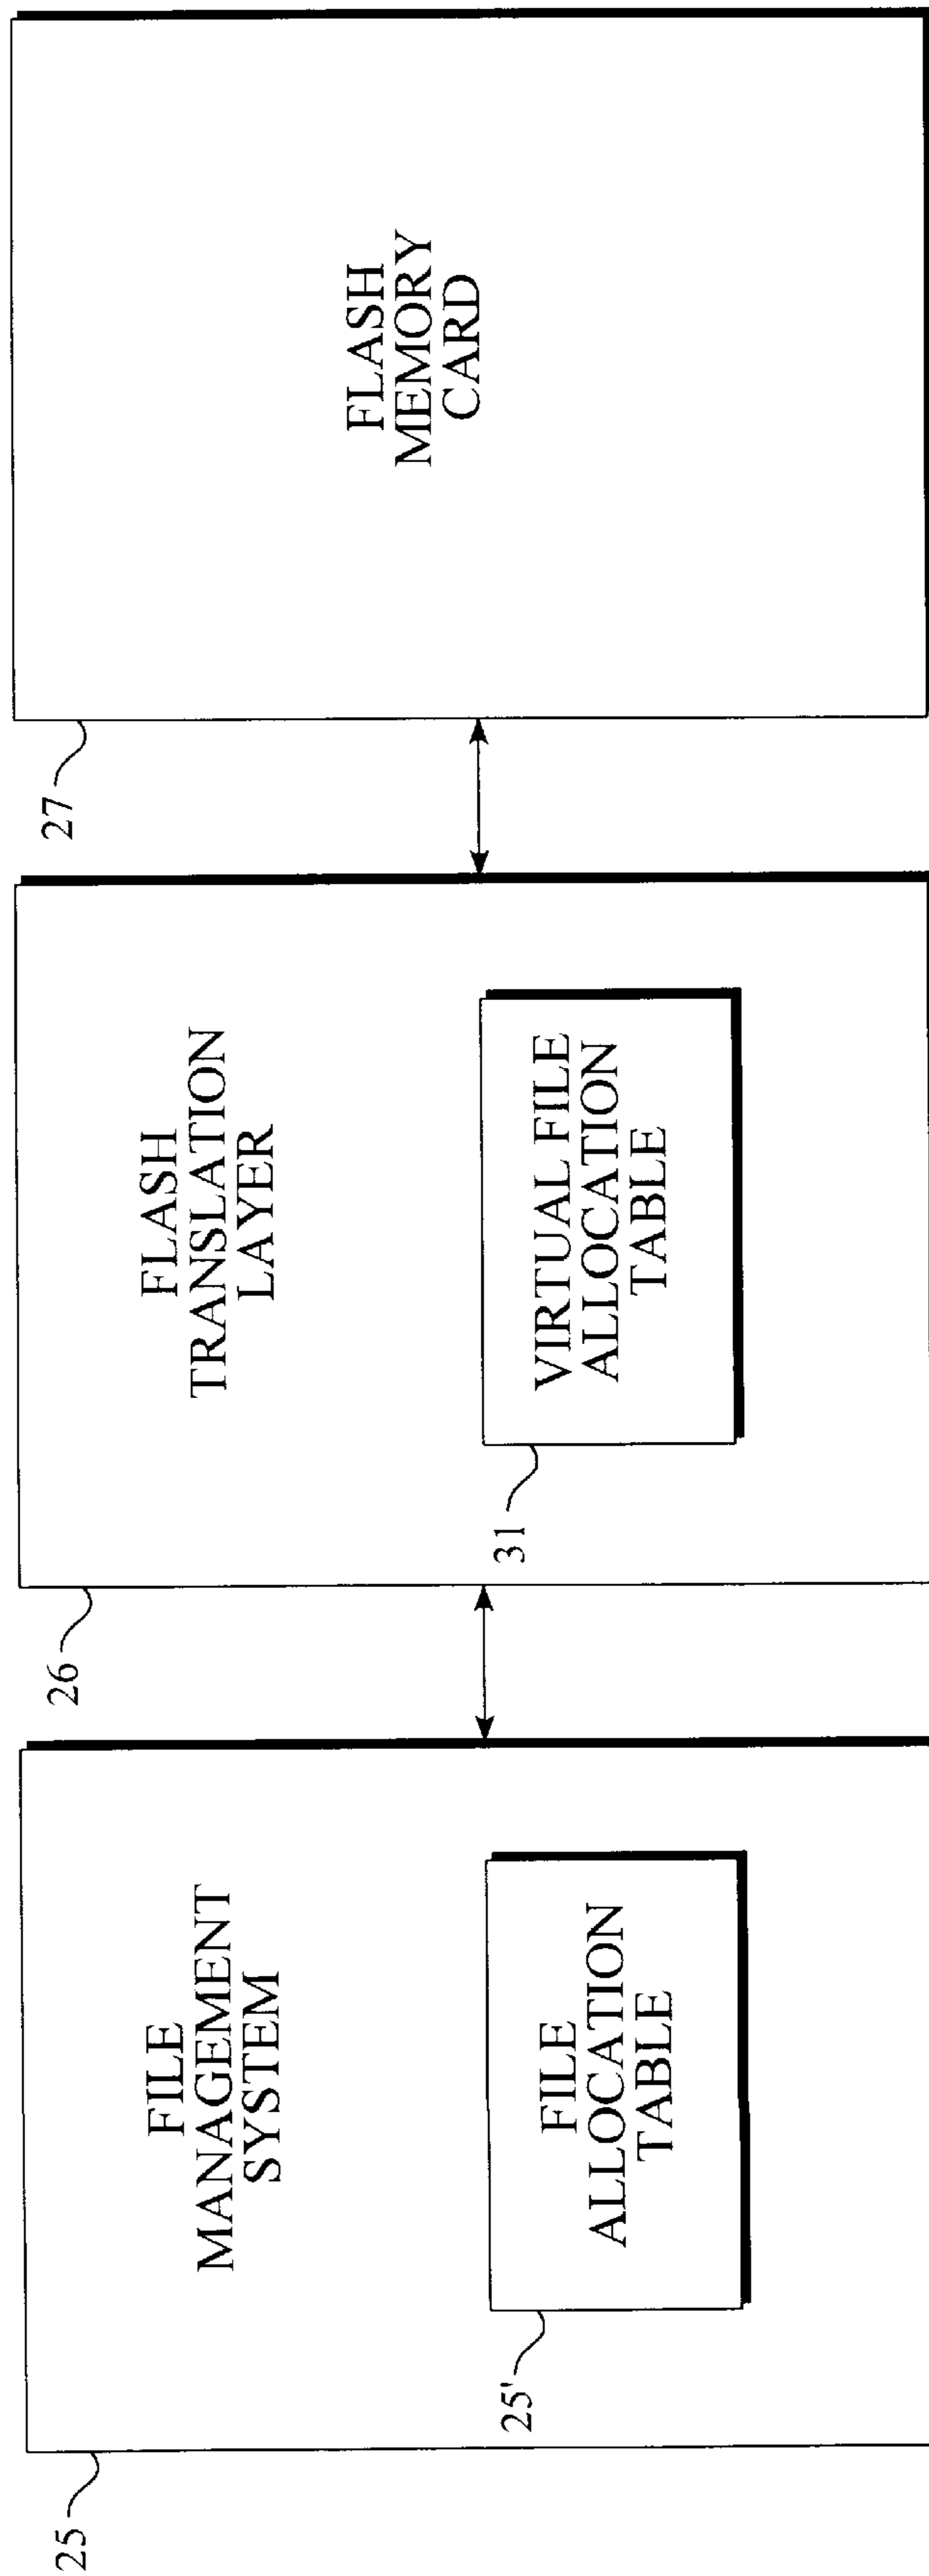 25
FILE
MANAGEMENT
SYSTEM
25'
FILE
ALLOCATION
TABLE
26
FLASH
TRANSLATION
LAYER
31
VIRTUAL FILE
ALLOCATION
TABLE
27
FLASH
MEMORY
CARD